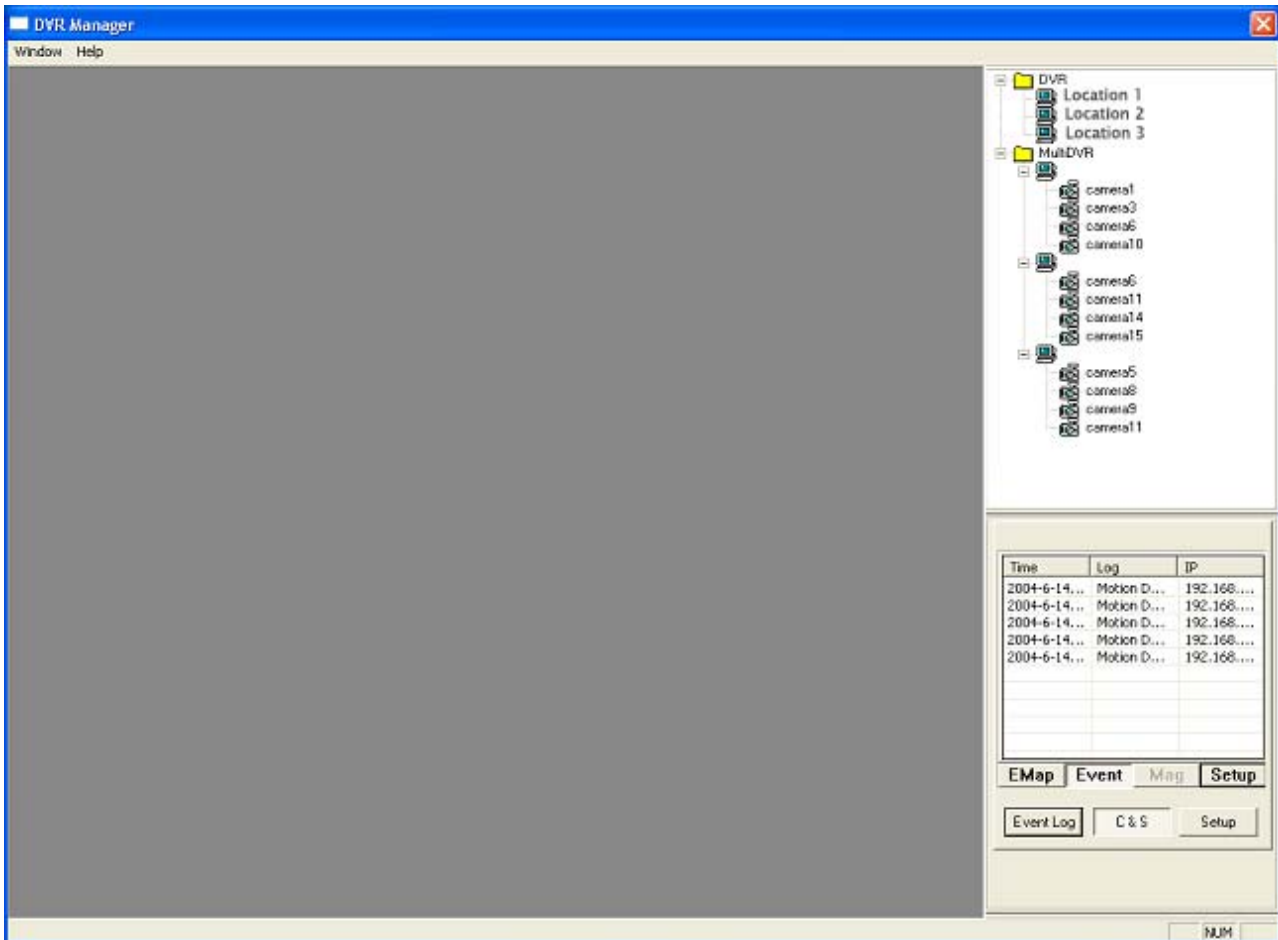 DVR Manager
Window Help
DVR
Location 1
Location 2
Location 3
MultiDVR
camera1
camera3
camera6
camera10
camera6
camera11
camera14
camera15
camera5
camera8
camera9
camera11
Time Log IP
2004-6-14... Motion D... 192.168....
2004-6-14... Motion D... 192.168....
2004-6-14... Motion D... 192.168....
2004-6-14... Motion D... 192.168....
2004-6-14... Motion D... 192.168....
EMap Event Mag Setup
Event Log C & S Setup
NUM